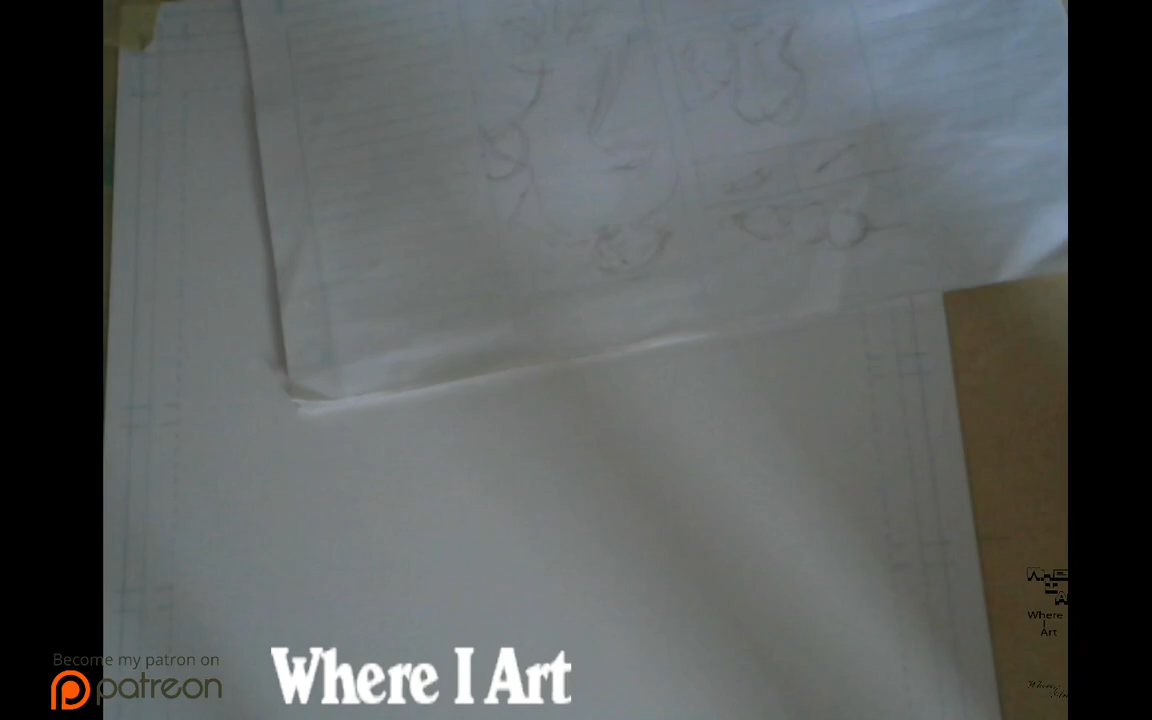 Become my patron on
patreon
Where I Art
Where
I
Art